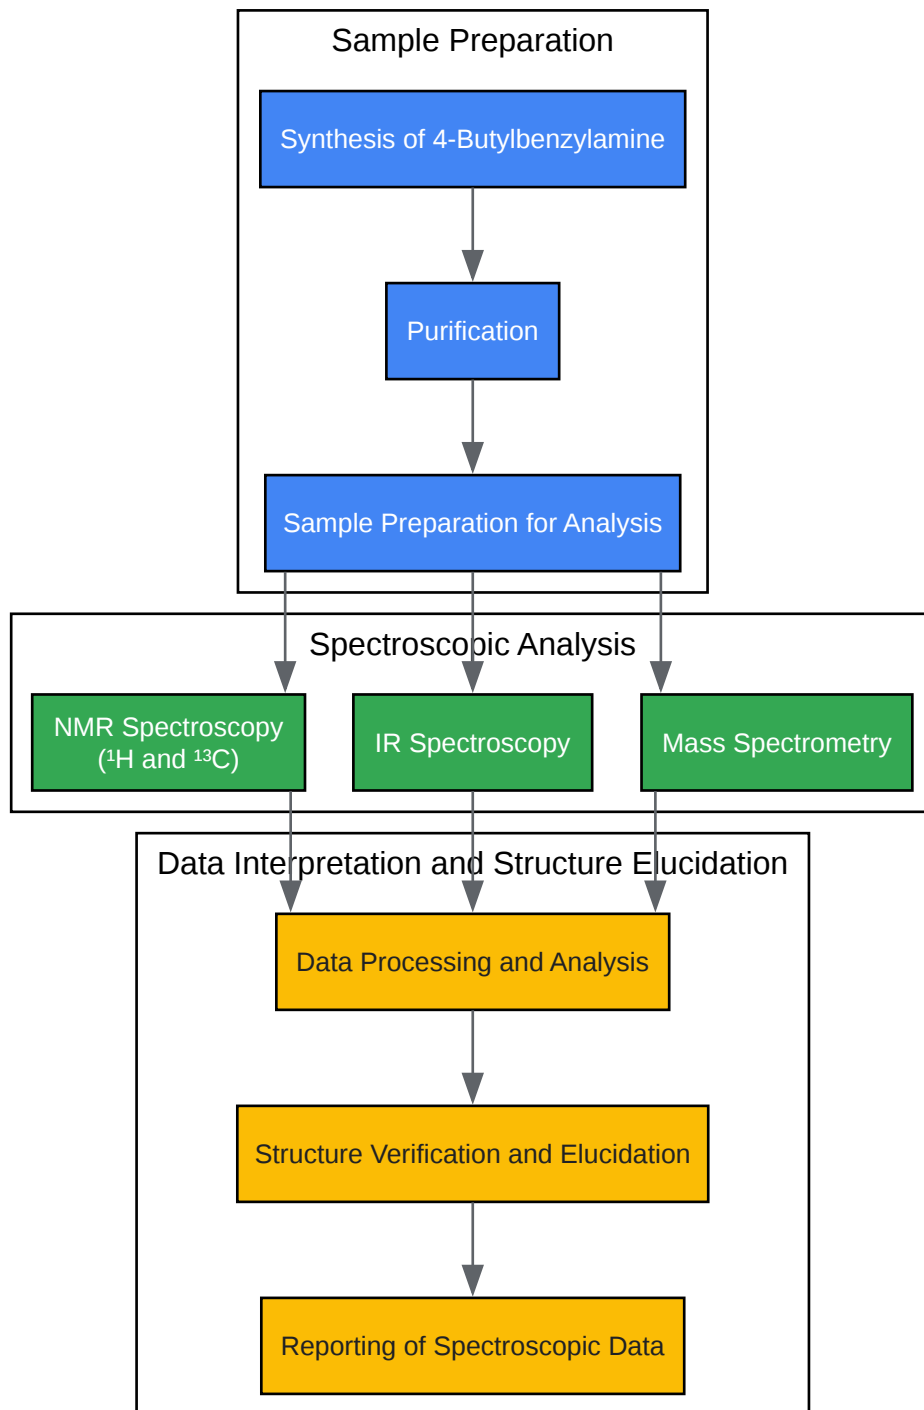 Sample Preparation
Synthesis of 4-Butylbenzylamine
Purification
Sample Preparation for Analysis
Spectroscopic Analysis
NMR Spectroscopy
(¹H and ¹³C)
IR Spectroscopy
Mass Spectrometry
Data Interpretation and Structure Elucidation
Data Processing and Analysis
Structure Verification and Elucidation
Reporting of Spectroscopic Data